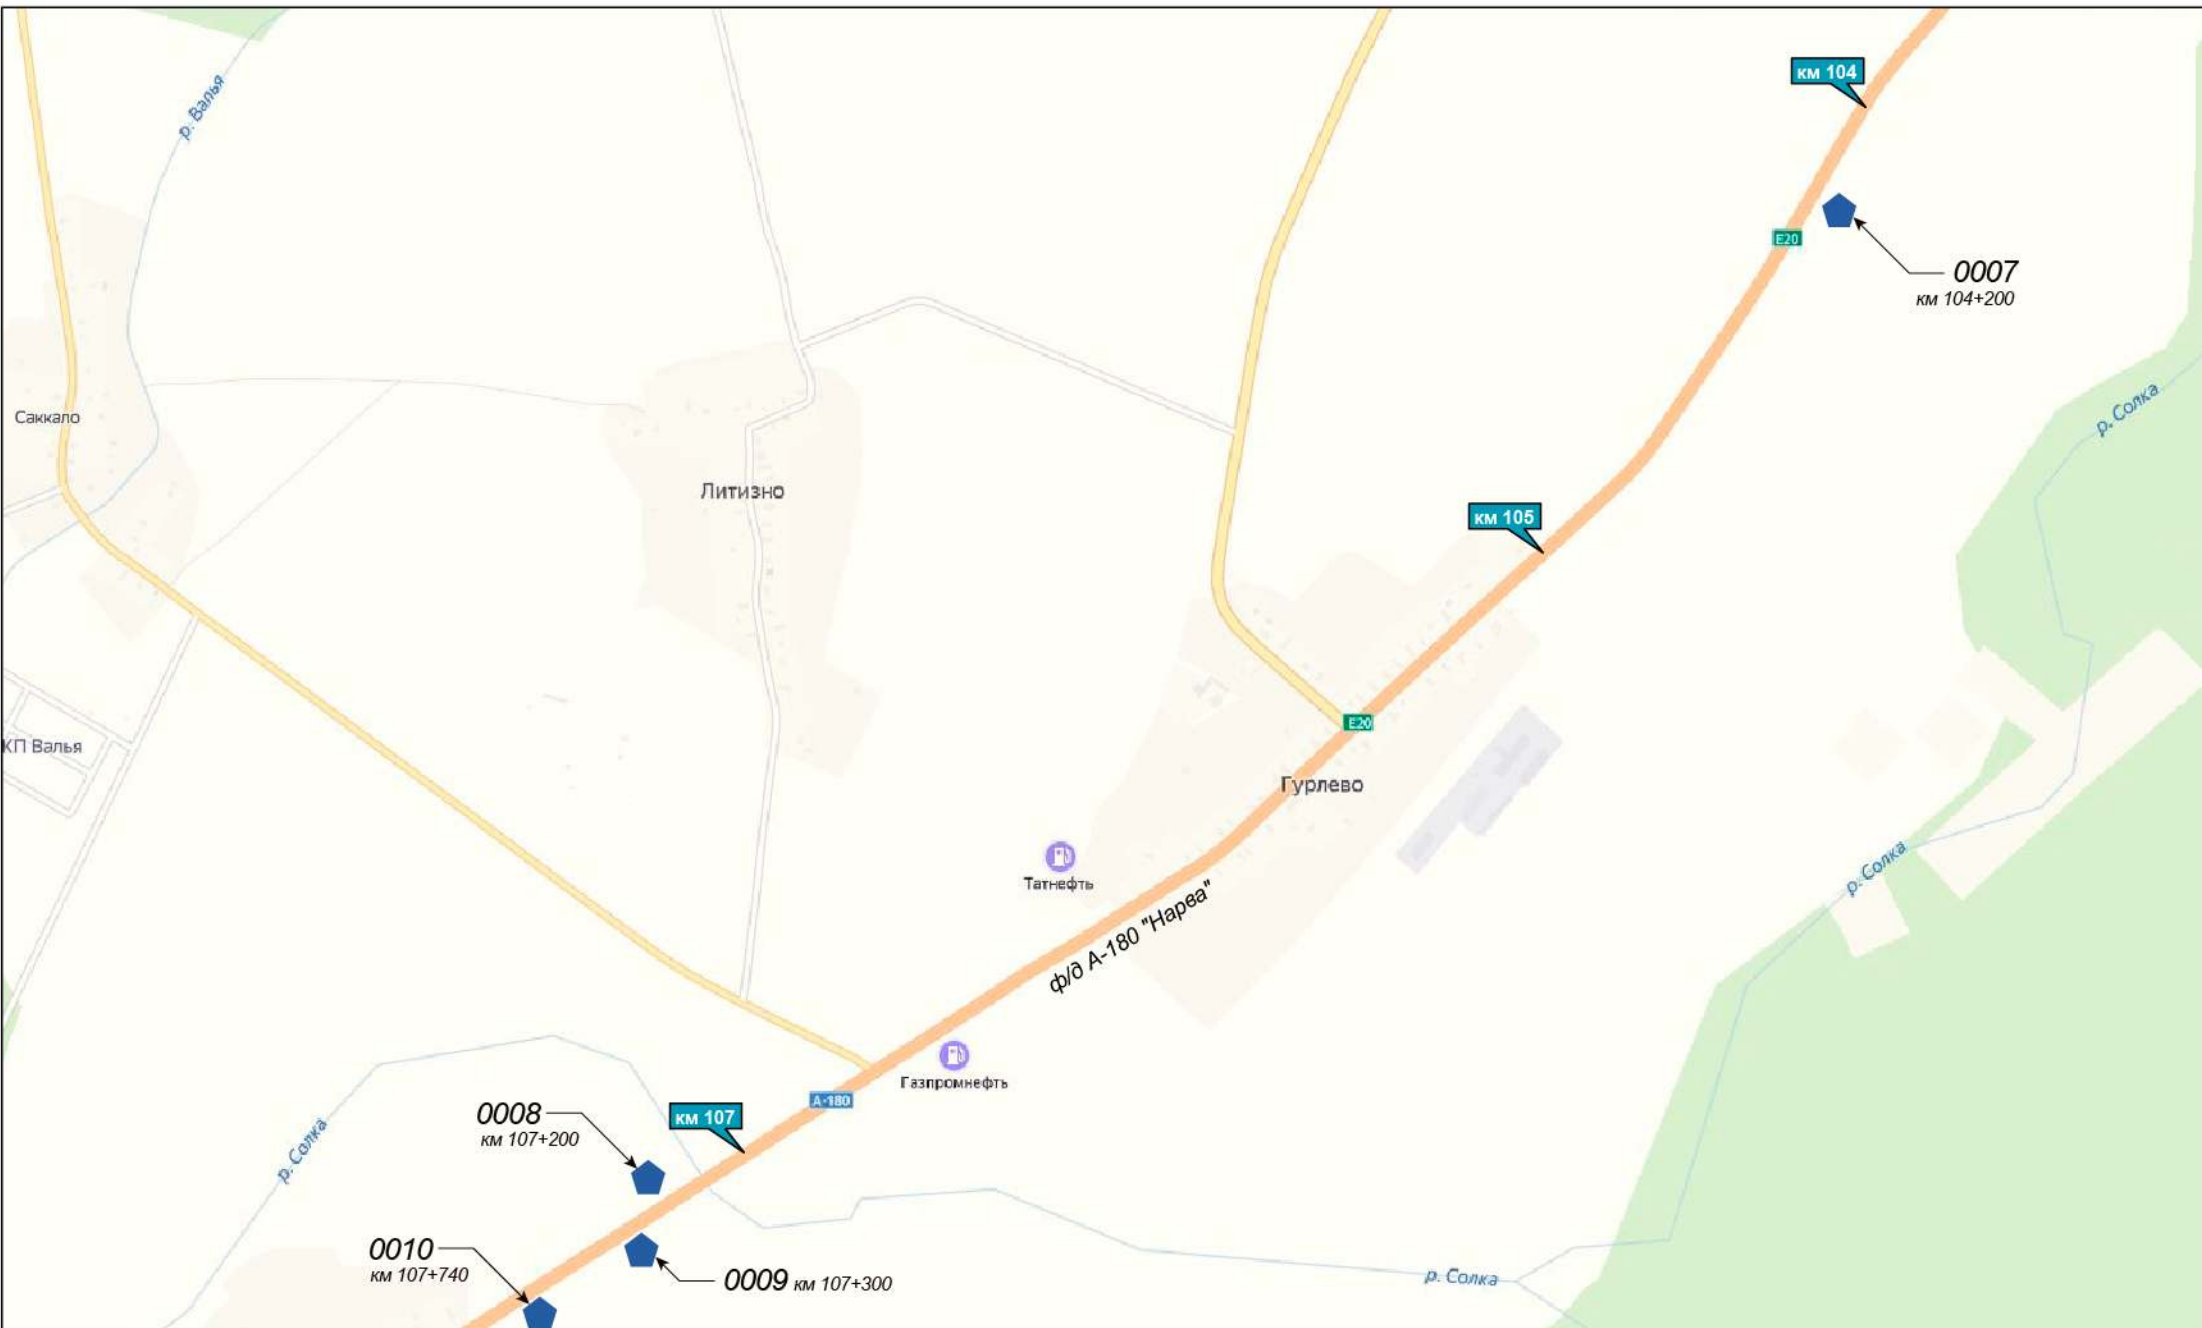 км 104
р. Валья
E20
0007
км 104+200
р. Солка
Саккало
Литизно
км 105
E20
КП Валья
Гурлево
Татнефть
р. Солка
ф/д А-180 "Нарва"
Газпромнефть
А-180
0008
км 107+200
км 107
р. Солка
0010
км 107+740
0009 км 107+300
р. Солка